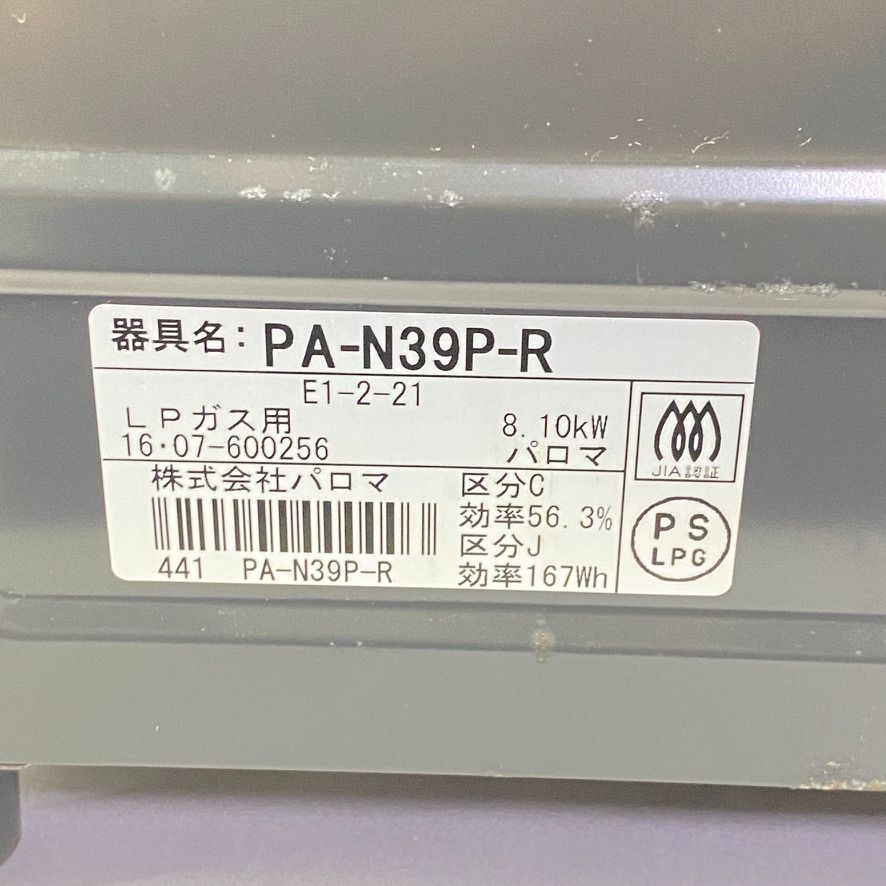 器具名: PA-N39P-R
E1-2-21
LPガス用 8.10kW
16・07-600256 パロマ
JIA認証
株式会社パロマ
441 PA-N39P-R
区分C
効率56.3%
区分J
効率167Wh
PS
LPG